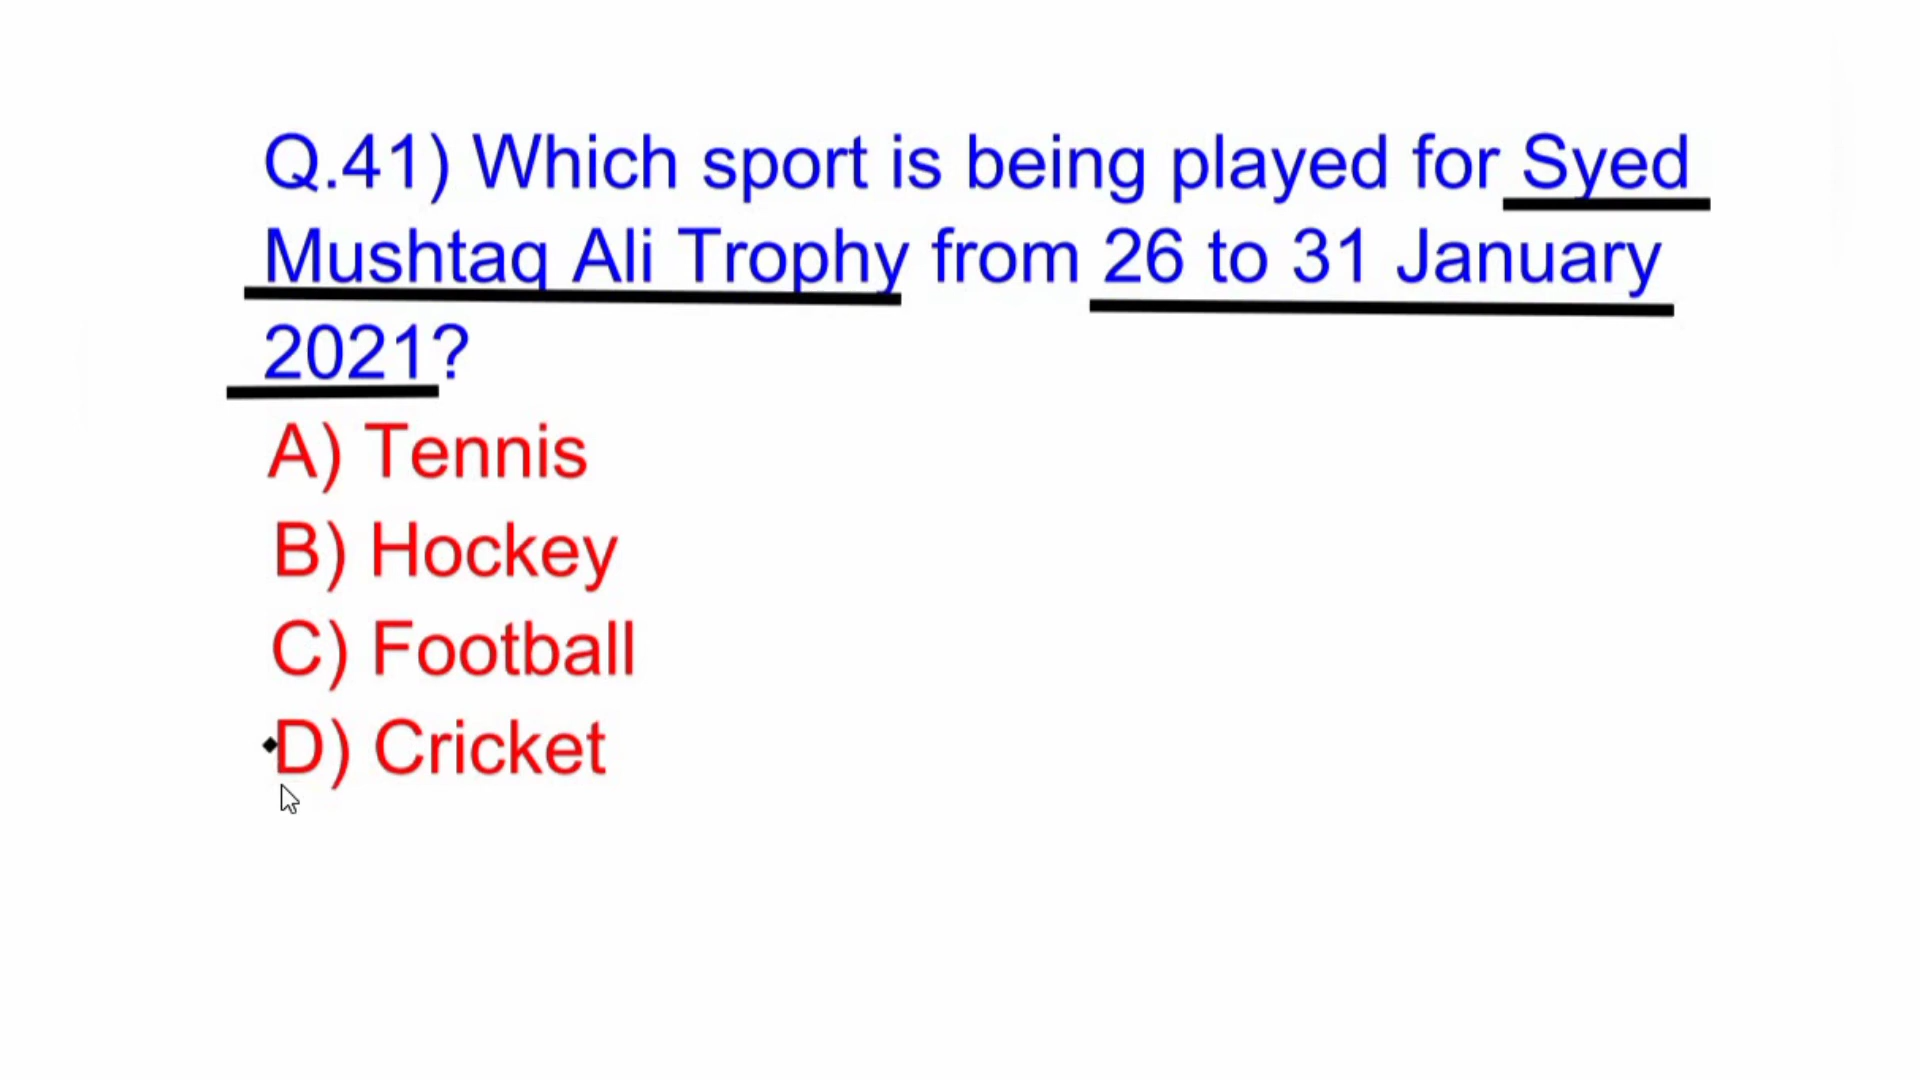 Q.41) Which sport is being played for Syed
Mushtaq Ali Trophy from 26 to 31 January
2021?
A) Tennis
B) Hockey
C) Football
D) Cricket